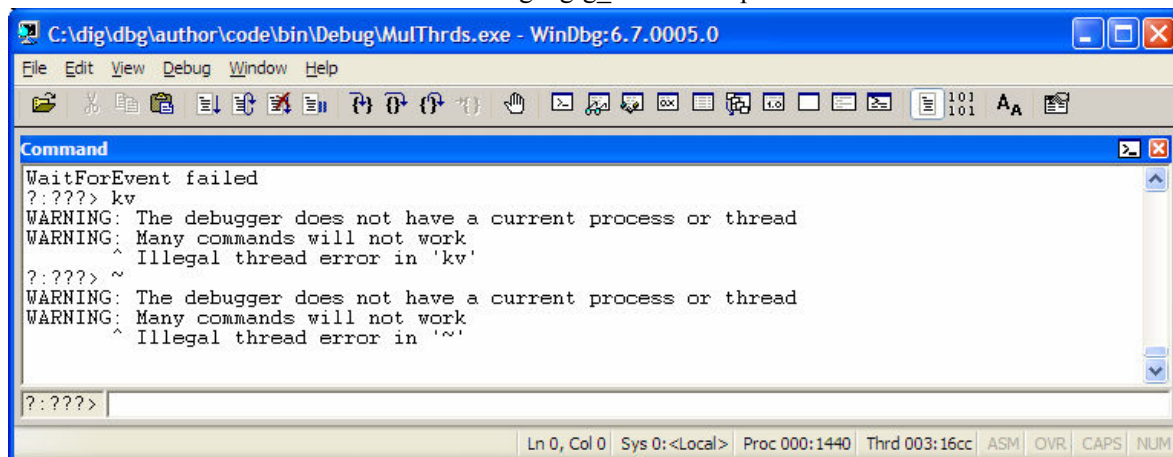 C:\dig\dbg\author\code\bin\Debug\MulThrds.exe - WinDbg:6.7.0005.0
File Edit View Debug Window Help
101
101
AA
Command
WaitForEvent failed
?:???> kv
WARNING: The debugger does not have a current process or thread
WARNING: Many commands will not work
^ Illegal thread error in 'kv'
?:???> ~
WARNING: The debugger does not have a current process or thread
WARNING: Many commands will not work
^ Illegal thread error in '~'
?:???>
Ln 0, Col 0 Sys 0:<Local> Proc 000:1440 Thrd 003:16cc ASM OVR CAPS NUM